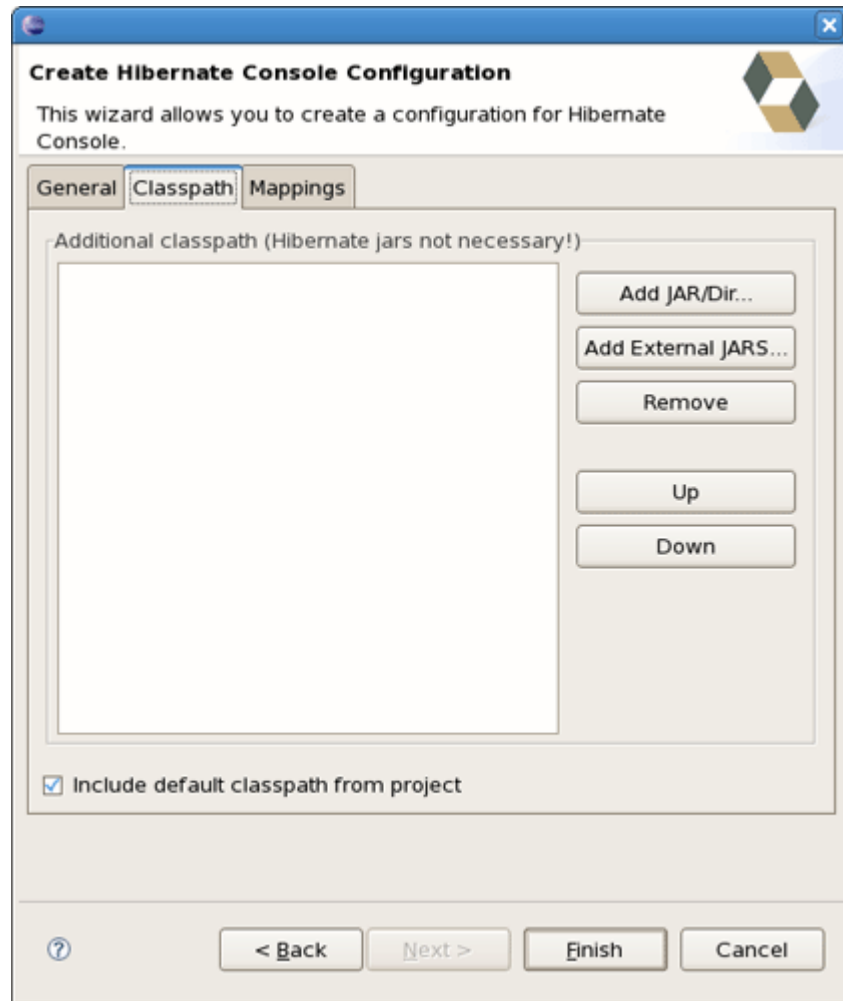 Create Hibernate Console Configuration
This wizard allows you to create a configuration for Hibernate
Console.
General Classpath Mappings
Additional classpath (Hibernate jars not necessary!)
Add JAR/Dir...
Add External JARS...
Remove
Up
Down
Include default classpath from project
?
< Back Next > Finish Cancel